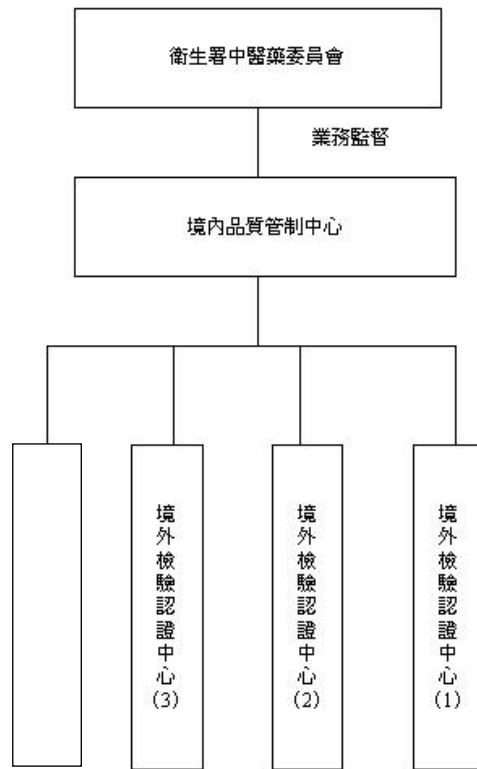 衛生署中醫藥委員會
業務監督
境內品質管制中心
境外檢驗認證中心(1)
境外檢驗認證中心(2)
境外檢驗認證中心(3)